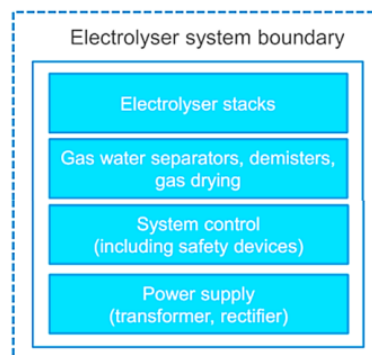 Electrolyser system boundary
Electrolyser stacks
Gas water separators, demisters,
gas drying
System control
(including safety devices)
Power supply
(transformer, rectifier)